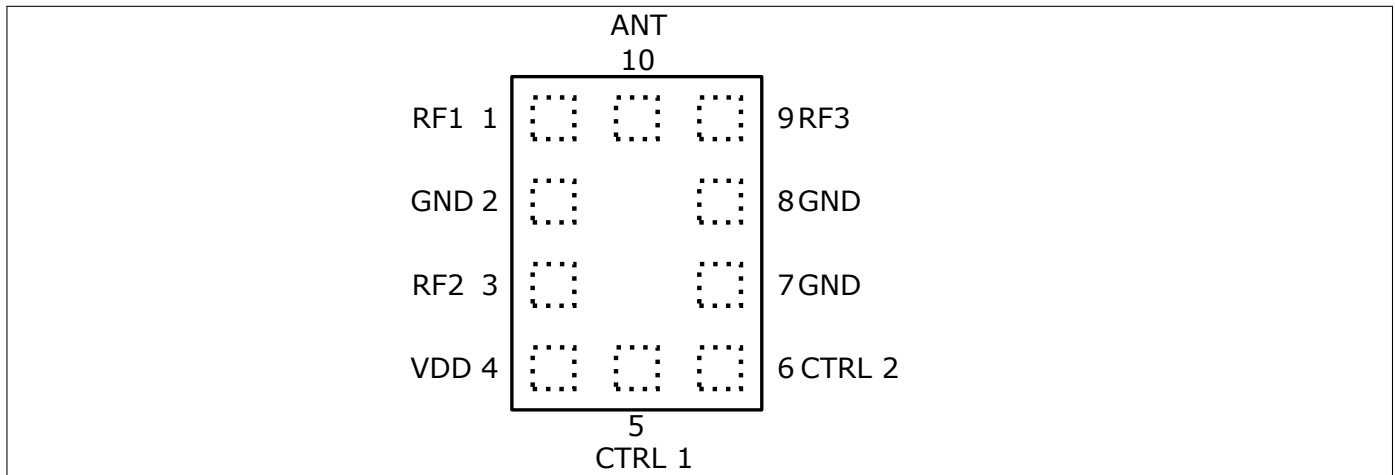 ANT
10
RF1 1
9 RF3
GND 2
8 GND
RF2 3
7 GND
VDD 4
6 CTRL 2
5
CTRL 1